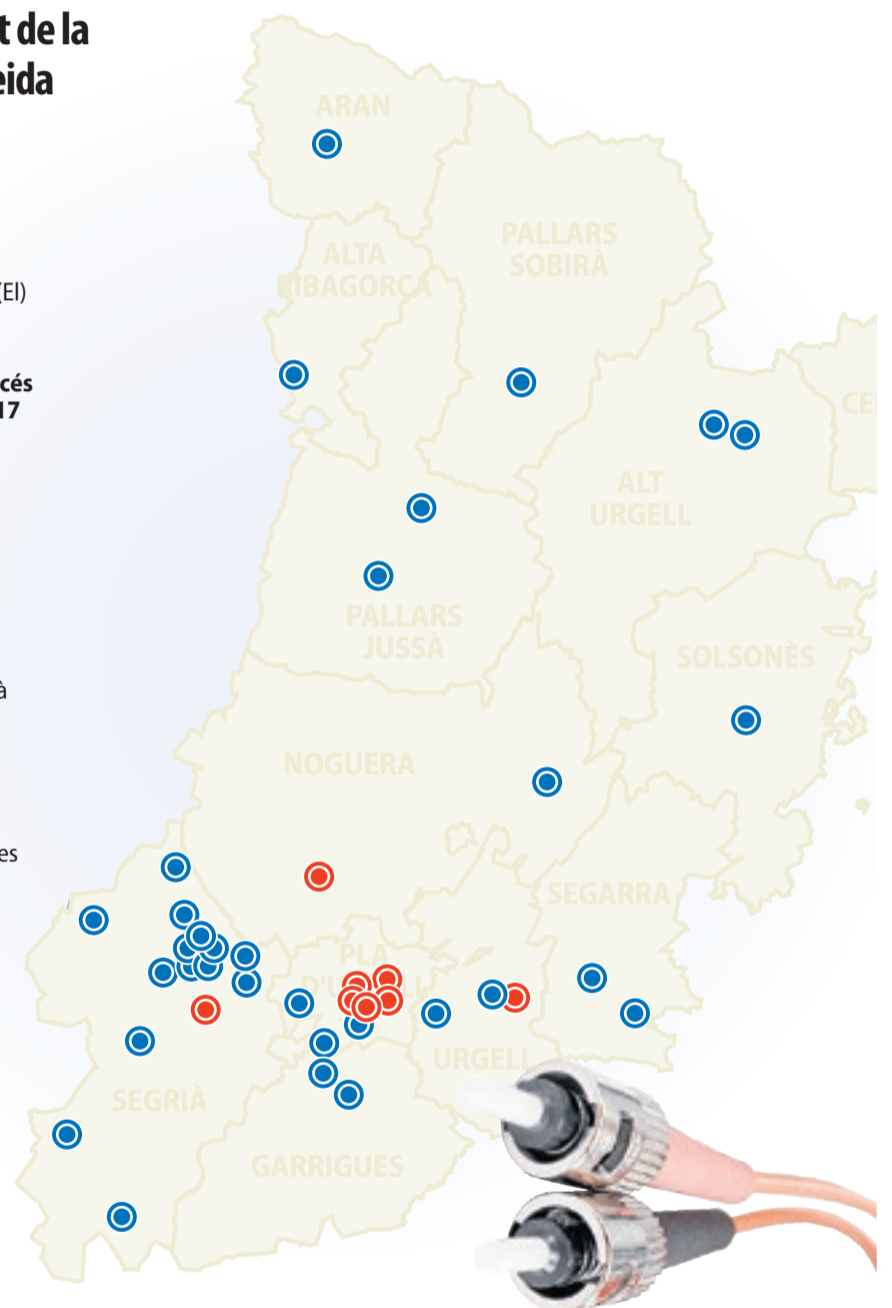 t de la
eida
(El)
cés
17
à
es
ARAN
ALTA
RIBAGORÇA
PALLARS
SOBIRÀ
CE
ALT
URGELL
PALLARS
JUSSÀ
SOLSONÈS
NOGUERA
SEGARRA
PLA
D'URGELL
URGELL
SEGRIÀ
GARRIGUES